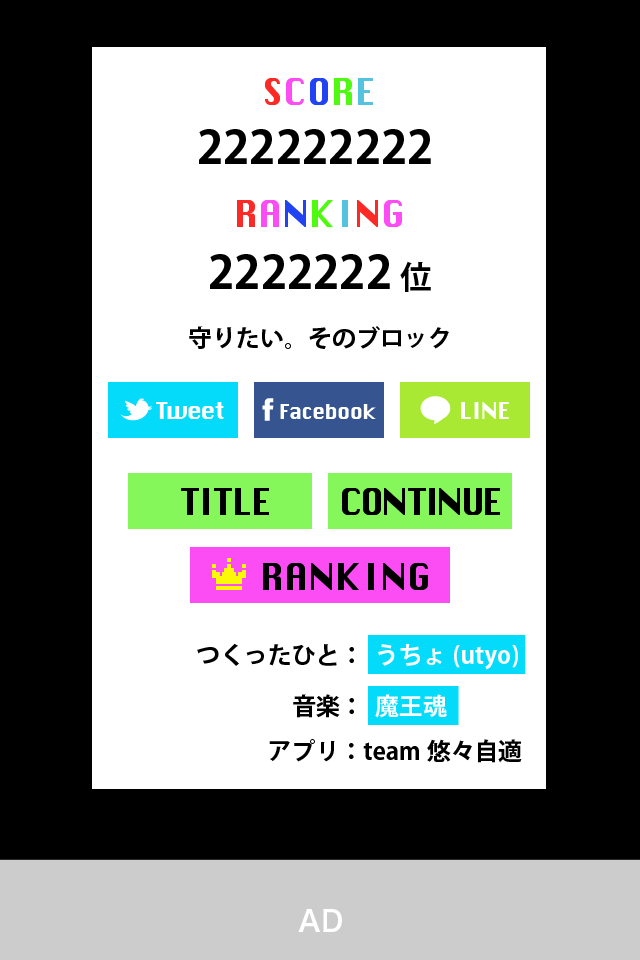 SCORE
222222222
RANKING
2222222 位
守りたい。そのブロック
Tweet Facebook LINE
TITLE CONTINUE
RANKING
つくったひと： うちょ (utyo)
音楽： 魔王魂
アプリ：team 悠々自適
AD